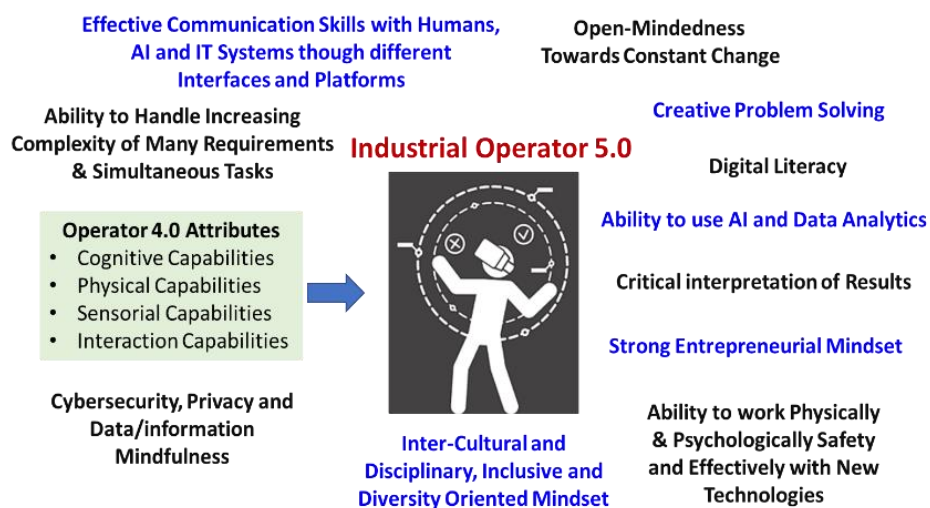 Effective Communication Skills with Humans,
AI and IT Systems though different
Interfaces and Platforms
Open-Mindedness
Towards Constant Change
Ability to Handle Increasing
Complexity of Many Requirements
& Simultaneous Tasks
Industrial Operator 5.0
Creative Problem Solving
Digital Literacy
Ability to use AI and Data Analytics
Critical interpretation of Results
Strong Entrepreneurial Mindset
Operator 4.0 Attributes
• Cognitive Capabilities
• Physical Capabilities
• Sensorial Capabilities
• Interaction Capabilities
Cybersecurity, Privacy and
Data/information
Mindfulness
Inter-Cultural and
Disciplinary, Inclusive and
Diversity Oriented Mindset
Ability to work Physically
& Psychologically Safety
and Effectively with New
Technologies